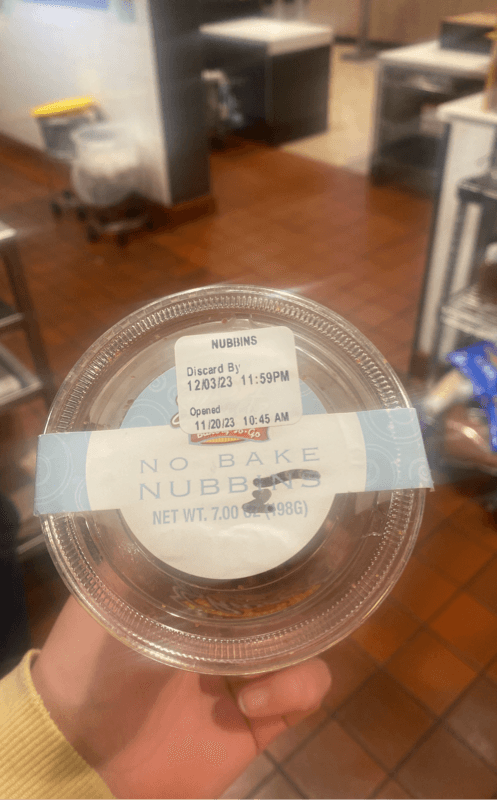 NUBBINS
Discard By
12/03/23 11:59PM
Opened
11/20/23 10:45 AM
NO BAKE
NUBBINS
NET WT. 7.00 OZ (198G)